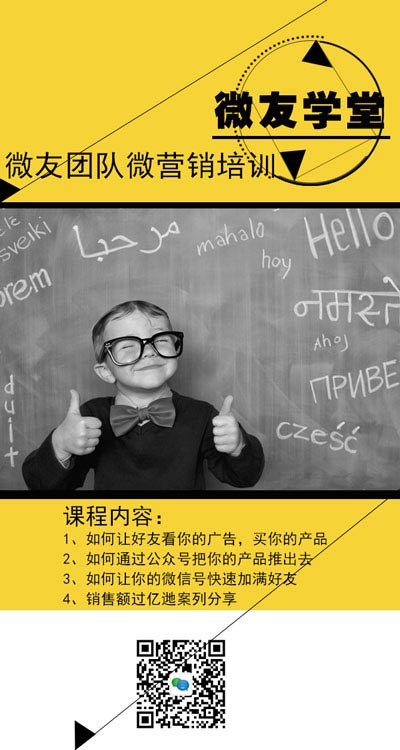 微友学堂
微友团队微营销培训
sveiki
مرحبا
mahalo
hoy
Hello
orem
नमस्ते
Ahoj
ПРИВЕ
cześć
duit
课程内容：
1、如何让好友看你的广告，买你的产品
2、如何通过公众号把你的产品推出去
3、如何让你的微信号快速加满好友
4、销售额过亿案列分享